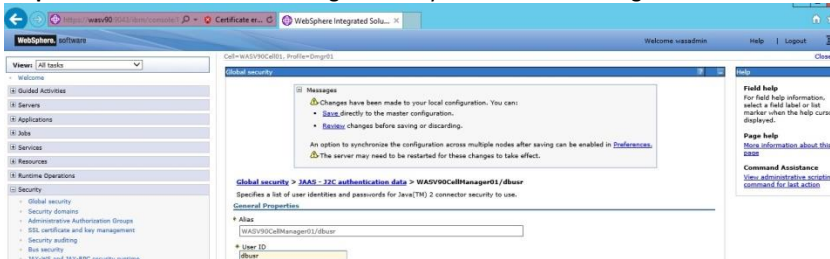 https://wasv90:9043/ibm/console/
Certificate er...
WebSphere Integrated Solu...
WebSphere. software
Welcome wasadmin
Help | Logout
Cell=WASV90Cell01, Profile=Dmgr01
Close
View: All tasks
Welcome
Guided Activities
Servers
Applications
Jobs
Services
Resources
Runtime Operations
Security
Global security
Security domains
Administrative Authorization Groups
SSL certificate and key management
Security auditing
Bus security
Global security
Messages
Changes have been made to your local configuration. You can:
Save directly to the master configuration.
Review changes before saving or discarding.
An option to synchronize the configuration across multiple nodes after saving can be enabled in Preferences.
The server may need to be restarted for these changes to take effect.
Global security > JAAS - J2C authentication data > WASV90CellManager01/dbusr
Specifies a list of user identities and passwords for Java(TM) 2 connector security to use.
General Properties
Alias
WASV90CellManager01/dbusr
User ID
dbusr
Help
Field help
For field help information,
select a field label or list
marker when the help curs
displayed.
Page help
More information about this
page
Command Assistance
View administrative scriptin
command for last action